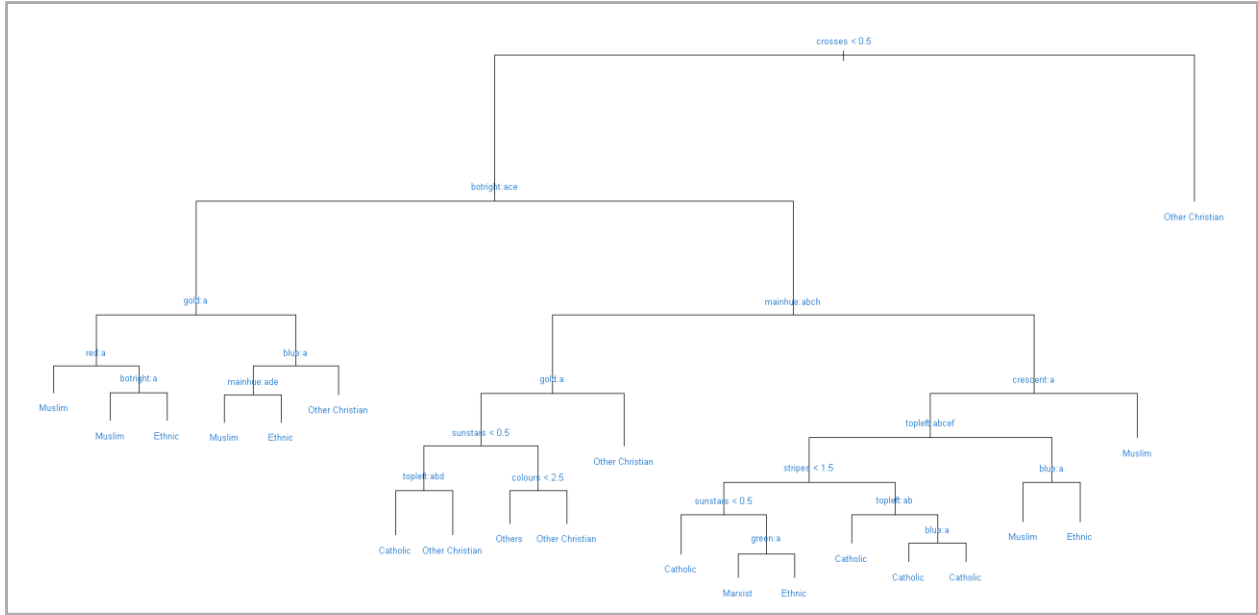 crosses < 0.5
botright:ace
Other Christian
gold:a
mainhue:abch
red:a
blue:a
botright:a
mainhue:ade
gold:a
crescent:a
Muslim
Other Christian
topleft:abcef
Muslim Ethnic Muslim Ethnic
sunstars < 0.5
Muslim
Other Christian
stripes < 1.5
blue:a
topleft:abd
colours < 2.5
sunstars < 0.5
topleft:ab
blue:a
Others Other Christian
Muslim Ethnic
green:a
Catholic Other Christian
Catholic
Catholic
Catholic Catholic
Marxist Ethnic